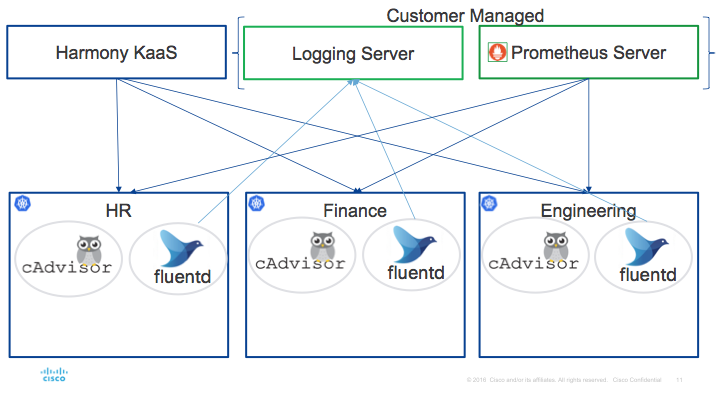 Customer Managed
Harmony KaaS
Logging Server
Prometheus Server
HR
Finance
Engineering
cAdvisor
fluentd
cAdvisor
fluentd
cAdvisor
fluentd
CISCO
© 2016 Cisco and/or its affiliates. All rights reserved. Cisco Confidential 11